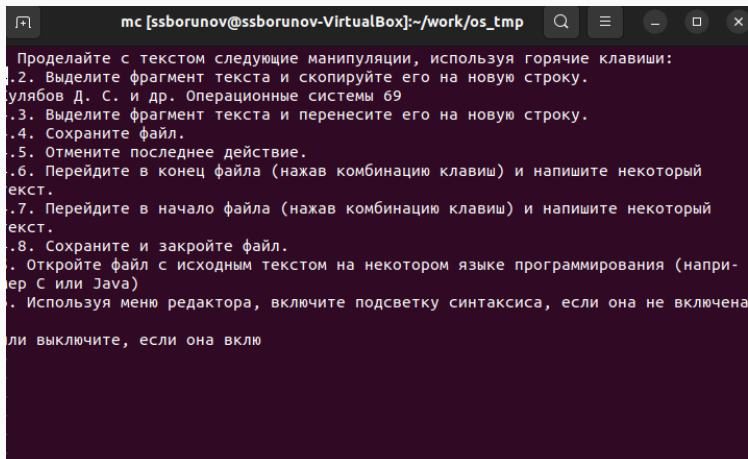 mc [ssborunov@ssborunov-VirtualBox]:~/work/os_tmp
Проделайте с текстом следующие манипуляции, используя горячие клавиши:
.2. Выделите фрагмент текста и скопируйте его на новую строку.
улябов Д. С. и др. Операционные системы 69
.3. Выделите фрагмент текста и перенесите его на новую строку.
.4. Сохраните файл.
.5. Отмените последнее действие.
.6. Перейдите в конец файла (нажав комбинацию клавиш) и напишите некоторый
екст.
.7. Перейдите в начало файла (нажав комбинацию клавиш) и напишите некоторый
екст.
.8. Сохраните и закройте файл.
. Откройте файл с исходным текстом на некотором языке программирования (напри-
ер C или Java)
. Используя меню редактора, включите подсветку синтаксиса, если она не включена
ли выключите, если она вклю